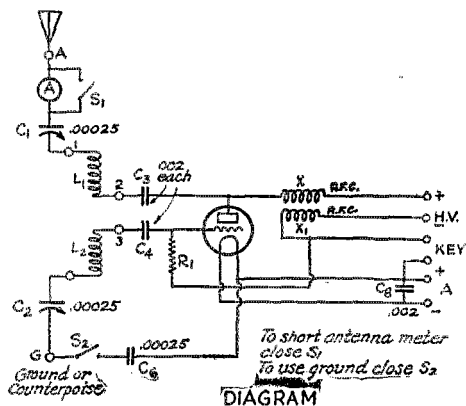 A
A
S1
C1 .00025
1
L1
2
C3
.002
each
X
R.F.C.
+
R.F.C.
H.V.
X1
-
KEY
3
C4
L2
R1
+
A
C8
.002
-
C2 .00025
S2
.00025
G
C6
Ground or
Counterpoise
To short antenna meter
close S1
To use ground close S2
DIAGRAM